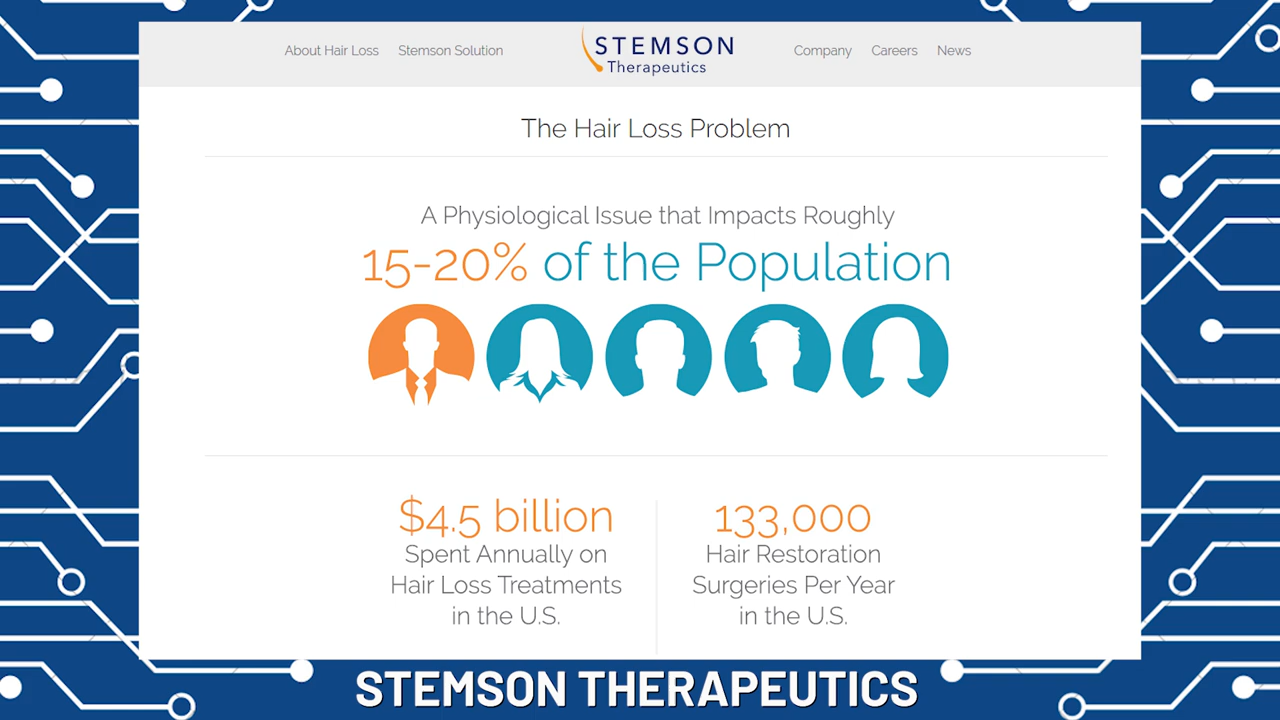 About Hair Loss Stemson Solution STEMSON Company Careers News
Therapeutics
The Hair Loss Problem
A Physiological Issue that Impacts Roughly
15-20% of the Population
$4.5 billion
Spent Annually on
Hair Loss Treatments
in the U.S.
133,000
Hair Restoration
Surgeries Per Year
in the U.S.
STEMSON THERAPEUTICS